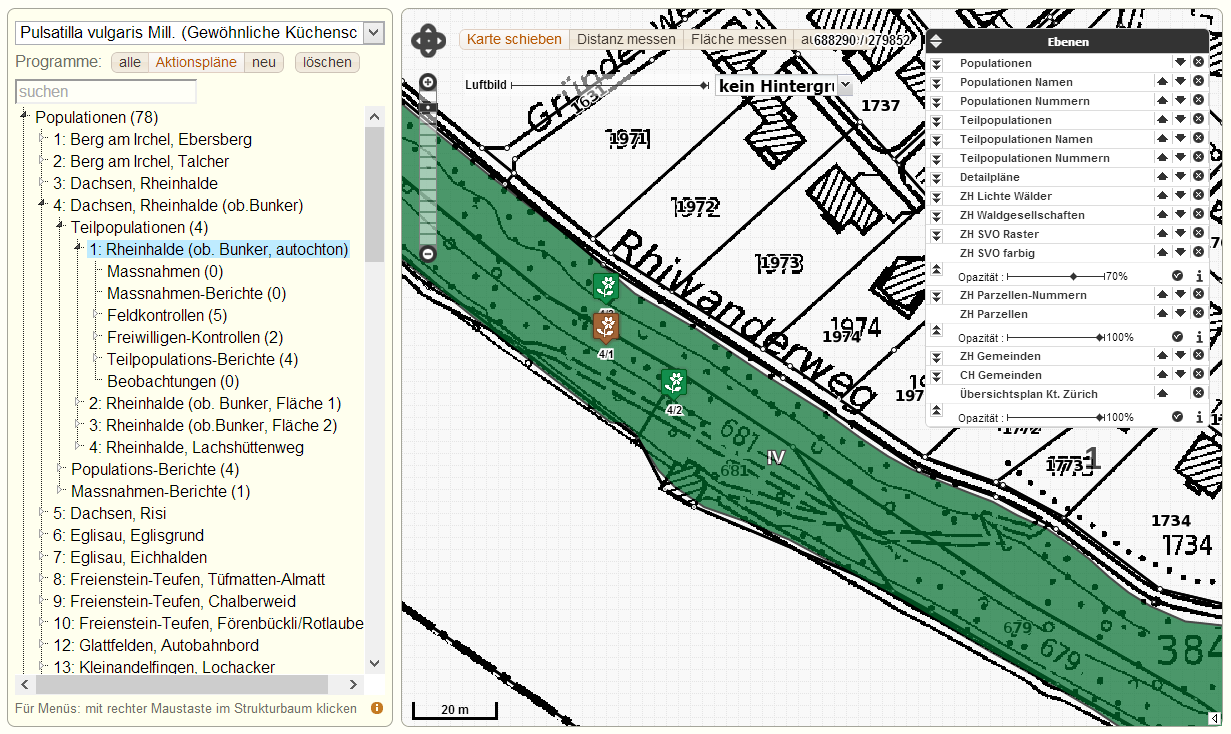 Pulsatilla vulgaris Mill. (Gewöhnliche Küchensc
Programme: alle Aktionspläne neu löschen
suchen
Populationen (78)
1: Berg am Irchel, Ebersberg
2: Berg am Irchel, Talcher
3: Dachsen, Rheinhalde
4: Dachsen, Rheinhalde (ob.Bunker)
Teilpopulationen (4)
1: Rheinhalde (ob. Bunker, autochton)
Massnahmen (0)
Massnahmen-Berichte (0)
Feldkontrollen (5)
Freiwilligen-Kontrollen (2)
Teilpopulations-Berichte (4)
Beobachtungen (0)
2: Rheinhalde (ob. Bunker, Fläche 1)
3: Rheinhalde (ob.Bunker, Fläche 2)
4: Rheinhalde, Lachshüttenweg
Populations-Berichte (4)
Massnahmen-Berichte (1)
5: Dachsen, Risi
6: Eglisau, Eglisgrund
7: Eglisau, Eichhalden
8: Freienstein-Teufen, Tüfmatten-Almatt
9: Freienstein-Teufen, Chalberweid
10: Freienstein-Teufen, Förenbückli/Rotlaube
12: Glattfelden, Autobahnbord
13: Kleinandelfingen, Lochacker
Für Menüs: mit rechter Maustaste im Strukturbaum klicken
Karte schieben Distanz messen Fläche messen au 688290 / 279852
Luftbild kein Hintergru
1631
1737
1971
1971
1972
1972
1973
1973
1974
1974
Rhiwanderweg
4/1
4/2
681
681
IV
1772
1773
1
1734
1734
679
679
384
20 m
Ebenen
Populationen
Populationen Namen
Populationen Nummern
Teilpopulationen
Teilpopulationen Namen
Teilpopulationen Nummern
Detailpläne
ZH Lichte Wälder
ZH Waldgesellschaften
ZH SVO Raster
ZH SVO farbig
Opazität : 70%
ZH Parzellen-Nummern
ZH Parzellen
Opazität : 100%
ZH Gemeinden
CH Gemeinden
Übersichtsplan Kt. Zürich
Opazität : 100%